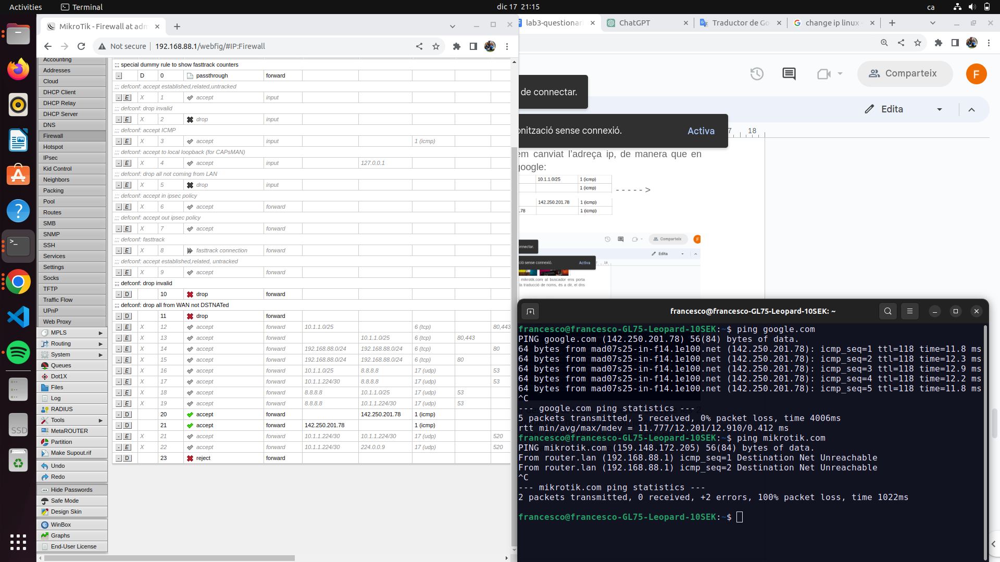 Activities
Terminal
dic 17 21:15
ca
MikroTik - Firewall at adm
192.168.88.1/webfig/#IP:Firewall
Not secure
lab3-questionar
ChatGPT
Traductor de Go
change ip linux -
Comparteix
F
Edita
de connectar.
onització sense connexió.
Activa
7
18
em canviat l'adreça ip, de manera que en
google:
10.1.1.0/25 1 (icmp)
1 (icmp)
- - - - - >
142.250.201.78 1 (icmp)
.78 1 (icmp)
Comparteix
F
onnectar.
Edita
ció sense connexió.
Activa
18
mikrotik.com al buscador ens porta
la traducció de noms, és a dir, el dns
Accounting
Addresses
Cloud
DHCP Client
DHCP Relay
DHCP Server
DNS
Firewall
Hotspot
IPsec
Kid Control
Neighbors
Packing
Pool
Routes
SMB
SNMP
SSH
Services
Settings
Socks
TFTP
Traffic Flow
UPnP
Web Proxy
MPLS
Routing
System
Queues
Dot1X
Files
Log
RADIUS
Tools
MetaROUTER
Partition
Make Supout.rif
Undo
Redo
Hide Passwords
Safe Mode
Design Skin
WinBox
Graphs
End-User License
SSD
;;; special dummy rule to show fasttrack counters
- D 0 passthrough forward
;;; defconf: accept established,related,untracked
- E X 1 accept input
;;; defconf: drop invalid
- E X 2 drop input
;;; defconf: accept ICMP
- E X 3 accept input 1 (icmp)
;;; defconf: accept to local loopback (for CAPsMAN)
- E X 4 accept input 127.0.0.1
;;; defconf: drop all not coming from LAN
- E X 5 drop input
;;; defconf: accept in ipsec policy
- E X 6 accept forward
;;; defconf: accept out ipsec policy
- E X 7 accept forward
;;; defconf: fasttrack
- E X 8 fasttrack connection forward
;;; defconf: accept established,related, untracked
- E X 9 accept forward
;;; defconf: drop invalid
- D 10 drop forward
;;; defconf: drop all from WAN not DSTNATed
- D 11 drop forward
- E X 12 accept forward 10.1.1.0/25 6 (tcp) 80,443
- E X 13 accept forward 10.1.1.0/25 6 (tcp) 80,443
- E X 14 accept forward 192.168.88.0/24 192.168.88.0/24 6 (tcp) 80
- E X 15 accept forward 192.168.88.0/24 192.168.88.0/24 6 (tcp) 80
- E X 16 accept forward 10.1.1.0/25 8.8.8.8 17 (udp) 53
- E X 17 accept forward 10.1.1.224/30 8.8.8.8 17 (udp) 53
- E X 18 accept forward 8.8.8.8 10.1.1.0/25 17 (udp) 53
- E X 19 accept forward 8.8.8.8 10.1.1.224/30 17 (udp) 53
- D 20 accept forward 142.250.201.78 1 (icmp)
- D 21 accept forward 142.250.201.78 1 (icmp)
- E X 21 accept forward 10.1.1.224/30 10.1.1.224/30 17 (udp) 520
- E X 22 accept forward 10.1.1.224/30 224.0.0.9 17 (udp) 520
- D 23 reject forward
francesco@francesco-GL75-Leopard-10SEK: ~
francesco@francesco-GL75-Leopard-10SEK:~$ ping google.com
PING google.com (142.250.201.78) 56(84) bytes of data.
64 bytes from mad07s25-in-f14.1e100.net (142.250.201.78): icmp_seq=1 ttl=118 time=11.8 ms
64 bytes from mad07s25-in-f14.1e100.net (142.250.201.78): icmp_seq=2 ttl=118 time=12.3 ms
64 bytes from mad07s25-in-f14.1e100.net (142.250.201.78): icmp_seq=3 ttl=118 time=12.9 ms
64 bytes from mad07s25-in-f14.1e100.net (142.250.201.78): icmp_seq=4 ttl=118 time=12.2 ms
64 bytes from mad07s25-in-f14.1e100.net (142.250.201.78): icmp_seq=5 ttl=118 time=11.8 ms
^C
--- google.com ping statistics ---
5 packets transmitted, 5 received, 0% packet loss, time 4006ms
rtt min/avg/max/mdev = 11.777/12.201/12.910/0.412 ms
francesco@francesco-GL75-Leopard-10SEK:~$ ping mikrotik.com
PING mikrotik.com (159.148.172.205) 56(84) bytes of data.
From router.lan (192.168.88.1) icmp_seq=1 Destination Net Unreachable
From router.lan (192.168.88.1) icmp_seq=2 Destination Net Unreachable
^C
--- mikrotik.com ping statistics ---
2 packets transmitted, 0 received, +2 errors, 100% packet loss, time 1022ms
francesco@francesco-GL75-Leopard-10SEK:~$